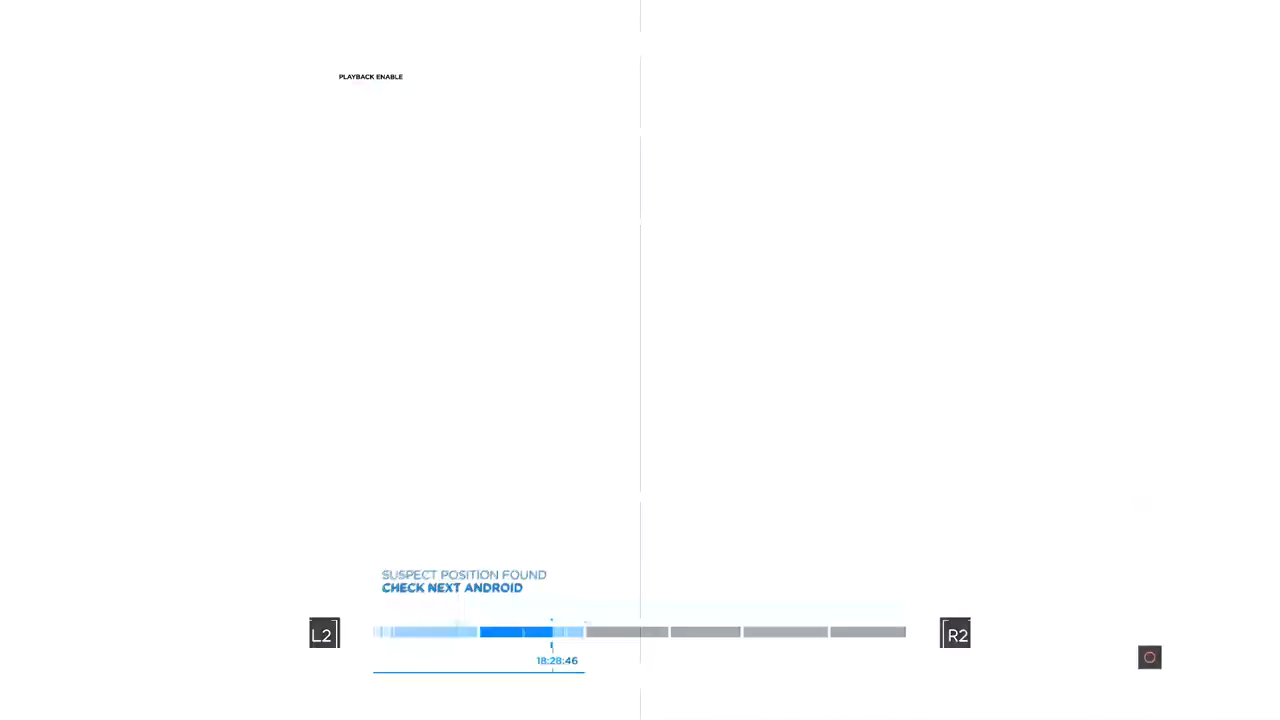 PLAYBACK ENABLE
SUSPECT POSITION FOUND
CHECK NEXT ANDROID
L2
R2
18:28:46